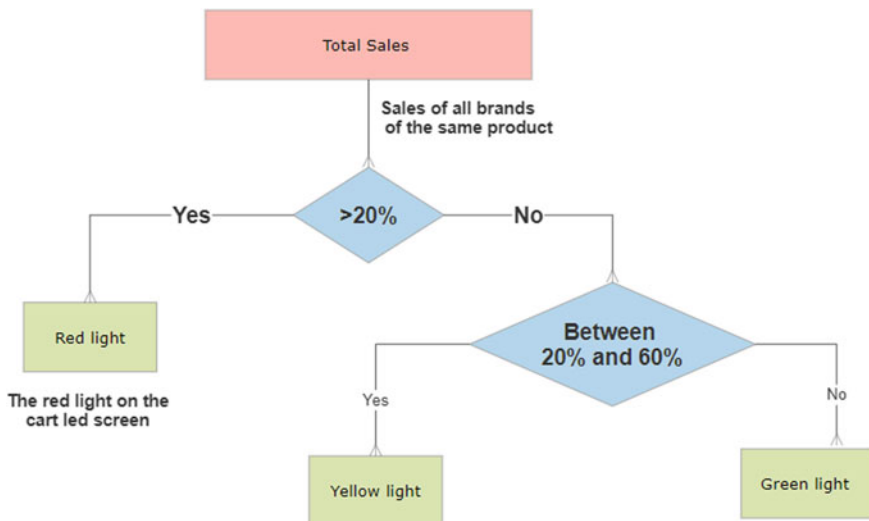 Total Sales
Sales of all brands
of the same product
>20%
Yes
No
Red light
The red light on the
cart led screen
Between
20% and 60%
Yes
No
Yellow light
Green light